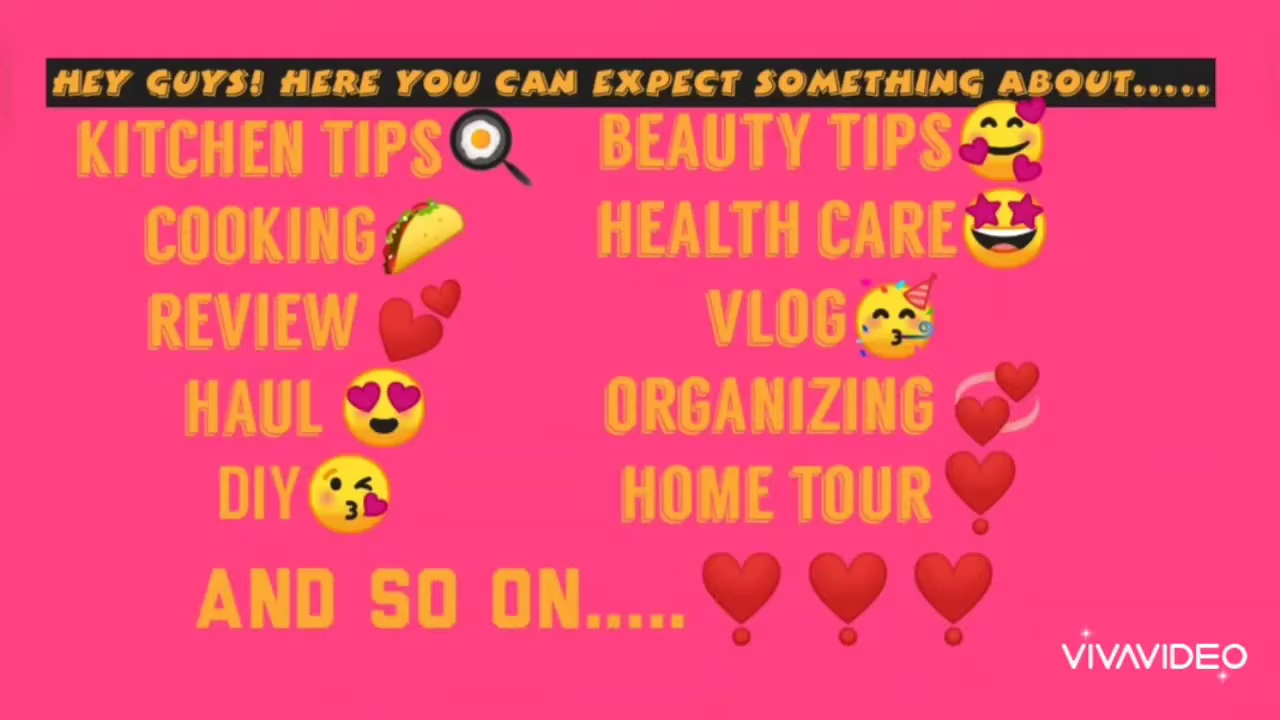 HEY GUYS! HERE YOU CAN EXPECT SOMETHING ABOUT.....
KITCHEN TIPS
COOKING
REVIEW
HAUL
DIY
BEAUTY TIPS
HEALTH CARE
VLOG
ORGANIZING
HOME TOUR
AND SO ON.....
VIVAVIDEO